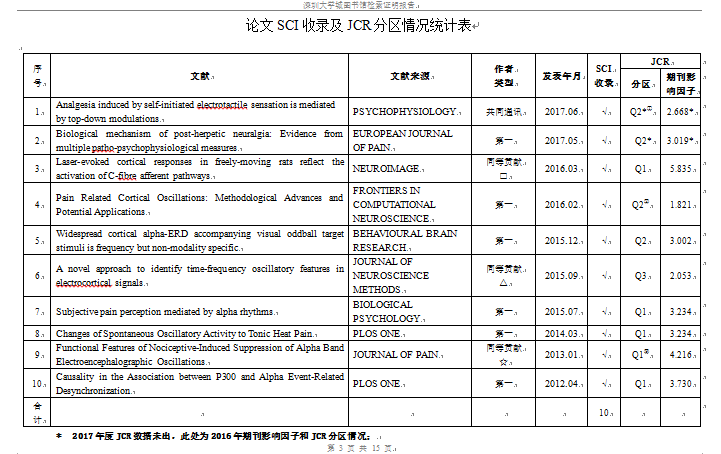 深圳大学城图书馆检索证明报告
论文 SCI 收录及 JCR 分区情况统计表
序号 文献 文献来源 作者类型 发表年月 SCI收录 JCR
分区 期刊影响因子
1. Analgesia induced by self-initiated electrotactile sensation is mediated by top-down modulations. PSYCHOPHYSIOLOGY. 共同通讯 2017.06. √ Q2*① 2.668*
2. Biological mechanism of post-herpetic neuralgia: Evidence from multiple patho-psychophysiological measures. EUROPEAN JOURNAL OF PAIN. 第一 2017.05. √ Q2* 3.019*
3. Laser-evoked cortical responses in freely-moving rats reflect the activation of C-fibre afferent pathways. NEUROIMAGE. 同等贡献□ 2016.03. √ Q1 5.835
4. Pain Related Cortical Oscillations: Methodological Advances and Potential Applications. FRONTIERS IN COMPUTATIONAL NEUROSCIENCE. 第一 2016.02. √ Q2 1.821
5. Widespread cortical alpha-ERD accompanying visual oddball target stimuli is frequency but non-modality specific. BEHAVIOURAL BRAIN RESEARCH. 第一 2015.12. √ Q2 3.002
6. A novel approach to identify time-frequency oscillatory features in electrocortical signals. JOURNAL OF NEUROSCIENCE METHODS. 同等贡献△ 2015.09. √ Q3 2.053
7. Subjective pain perception mediated by alpha rhythms. BIOLOGICAL PSYCHOLOGY. 第一 2015.07. √ Q1 3.234
8. Changes of Spontaneous Oscillatory Activity to Tonic Heat Pain. PLOS ONE. 第一 2014.03. √ Q1 3.234
9. Functional Features of Nociceptive-Induced Suppression of Alpha Band Electroencephalographic Oscillations. JOURNAL OF PAIN. 同等贡献☆ 2013.01. √ Q1 4.216
10. Causality in the Association between P300 and Alpha Event-Related Desynchronization. PLOS ONE. 第一 2012.04. √ Q1 3.730
合计 10
* 2017 年度 JCR 数据未出，此处为 2016 年期刊影响因子和 JCR 分区情况；
第 3 页 共 15 页